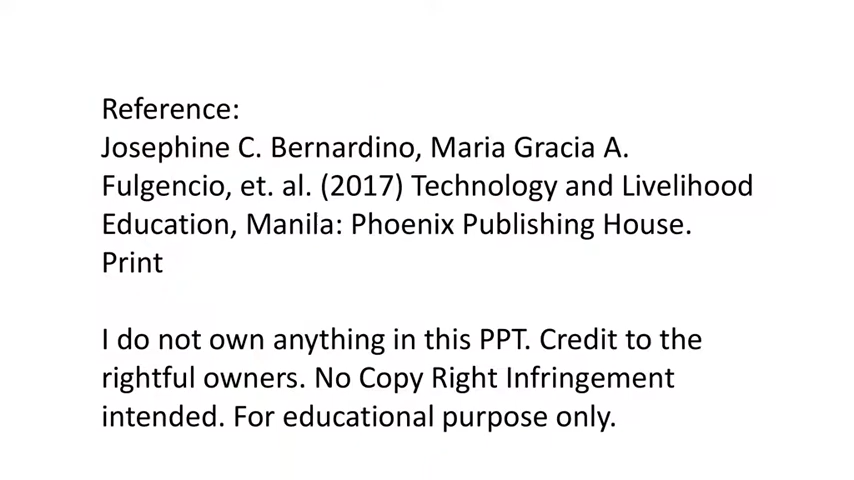 Reference:
Josephine C. Bernardino, Maria Gracia A.
Fulgencio, et. al. (2017) Technology and Livelihood
Education, Manila: Phoenix Publishing House.
Print
I do not own anything in this PPT. Credit to the
rightful owners. No Copy Right Infringement
intended. For educational purpose only.